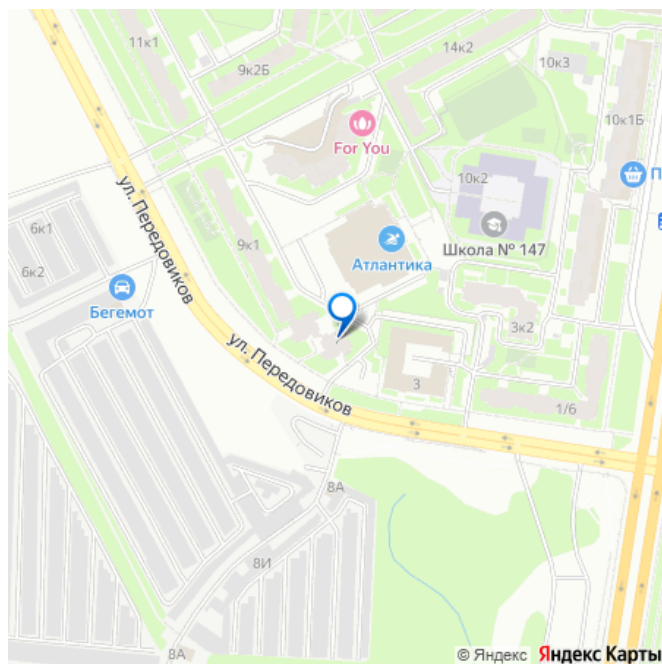 11к1
9к2Б
14к2
10к3
10к1Б
For You
П
10к2
Школа № 147
ул. Передовиков
6к1
6к2
9к1
Атлантика
Бегемот
3к2
ул. Передовиков
3
1/6
8А
8И
8А
© Яндекс Яндекс Карты